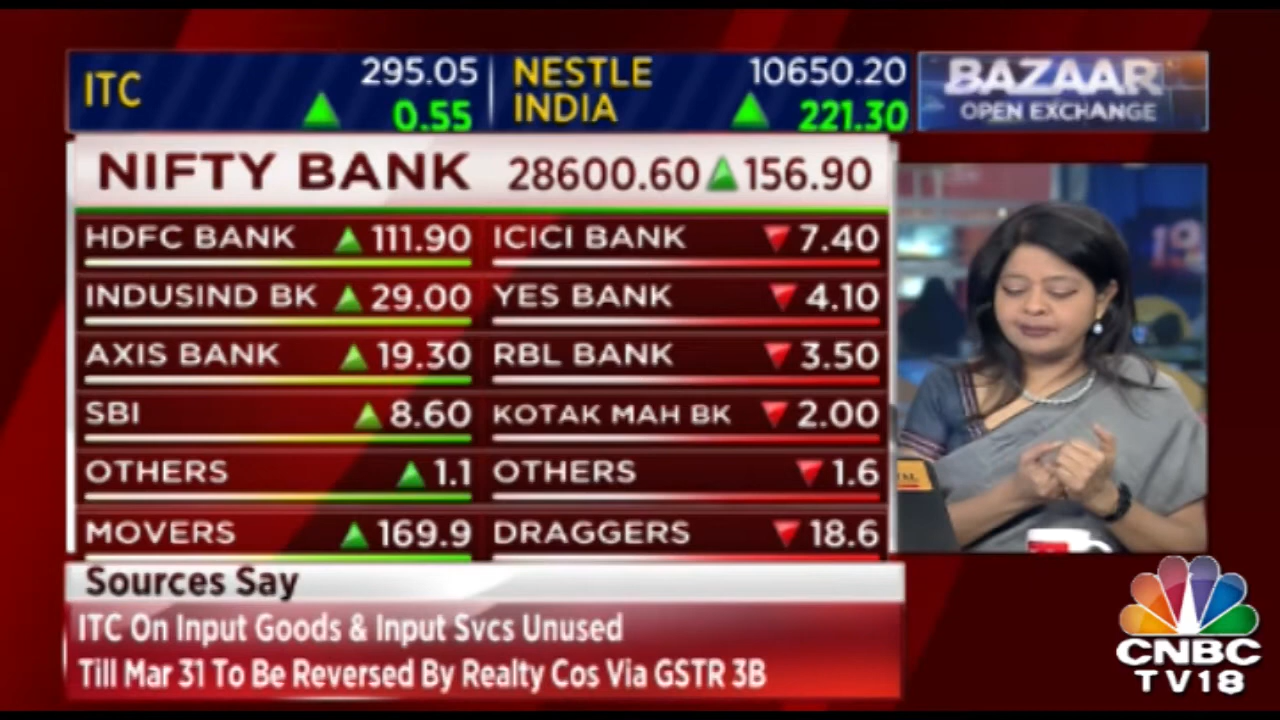 ITC 295.05 ▲ 0.55
NESTLE INDIA 10650.20 ▲ 221.30
BAZAAR
OPEN EXCHANGE
NIFTY BANK 28600.60 ▲ 156.90
HDFC BANK ▲ 111.90 ICICI BANK ▼ 7.40
INDUSIND BK ▲ 29.00 YES BANK ▼ 4.10
AXIS BANK ▲ 19.30 RBL BANK ▼ 3.50
SBI ▲ 8.60 KOTAK MAH BK ▼ 2.00
OTHERS ▲ 1.1 OTHERS ▼ 1.6
MOVERS ▲ 169.9 DRAGGERS ▼ 18.6
Sources Say
ITC On Input Goods & Input Svcs Unused
Till Mar 31 To Be Reversed By Realty Cos Via GSTR 3B
CNBC
TV18